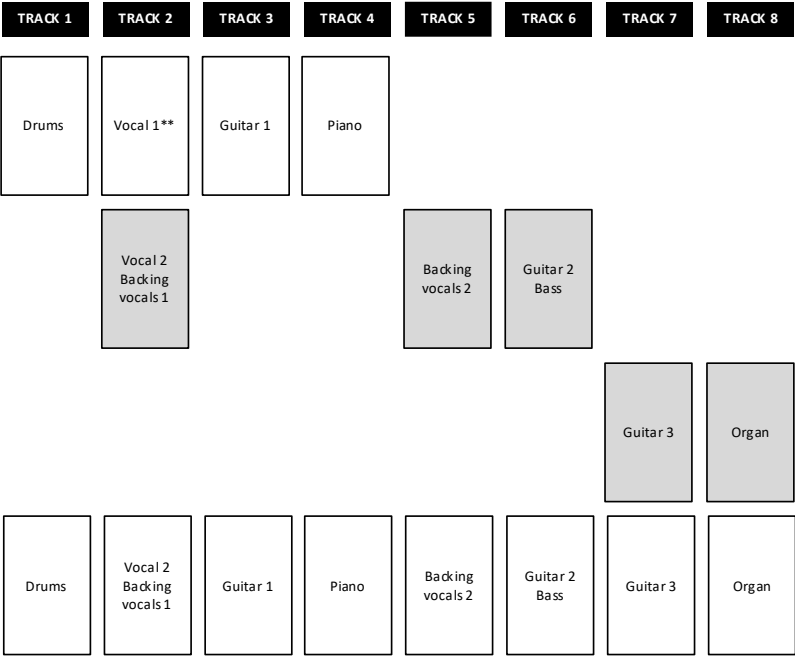 TRACK 1 TRACK 2 TRACK 3 TRACK 4 TRACK 5 TRACK 6 TRACK 7 TRACK 8
Drums
Vocal 1**
Guitar 1
Piano
Vocal 2
Backing
vocals 1
Backing
vocals 2
Guitar 2
Bass
Guitar 3
Organ
Drums
Vocal 2
Backing
vocals 1
Guitar 1
Piano
Backing
vocals 2
Guitar 2
Bass
Guitar 3
Organ